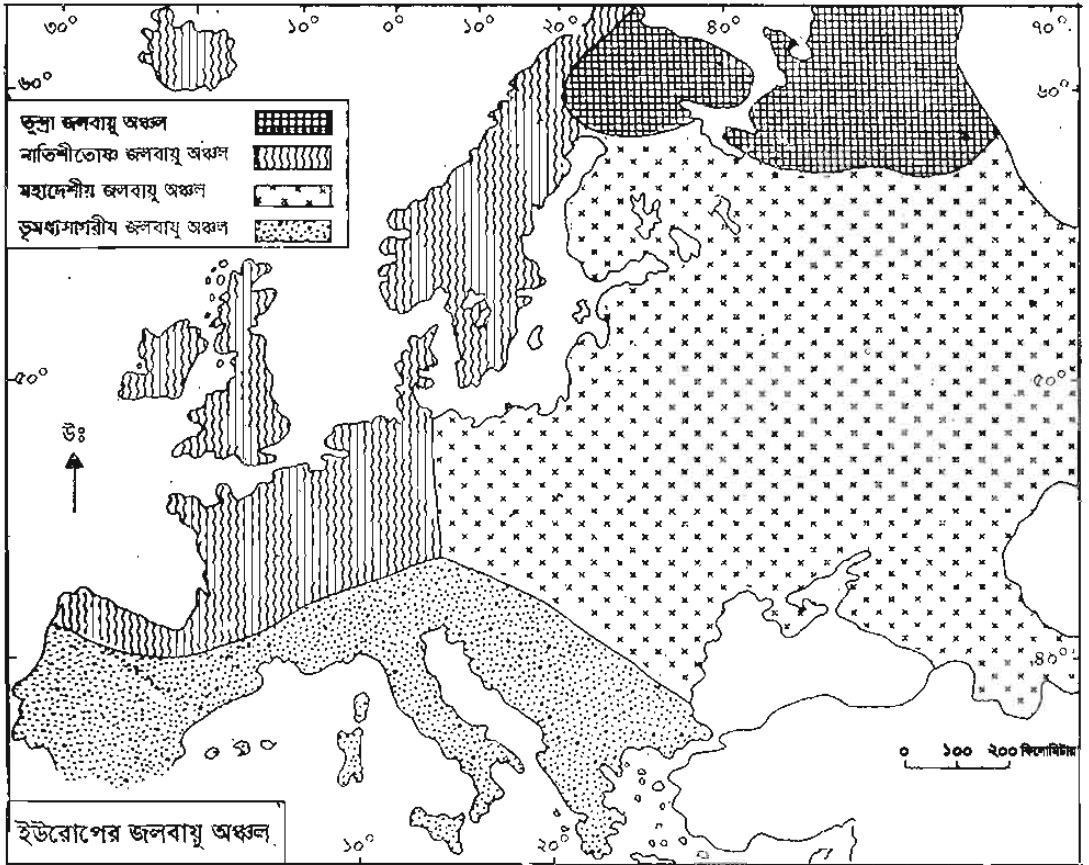 ৩০° ১০° ০° ১০° ২০° ৪০° ৭০°
৬০° ৬০°
তুন্দ্রা জলবায়ু অঞ্চল
নাতিশীতোষ্ণ জলবায়ু অঞ্চল
মহাদেশীয় জলবায়ু অঞ্চল
ভূমধ্যসাগরীয় জলবায়ু অঞ্চল
৫০° ৫০°
উঃ
৪০°
০ ১০০ ২০০ কিলোমিটার
ইউরোপের জলবায়ু অঞ্চল
১০° ২০°